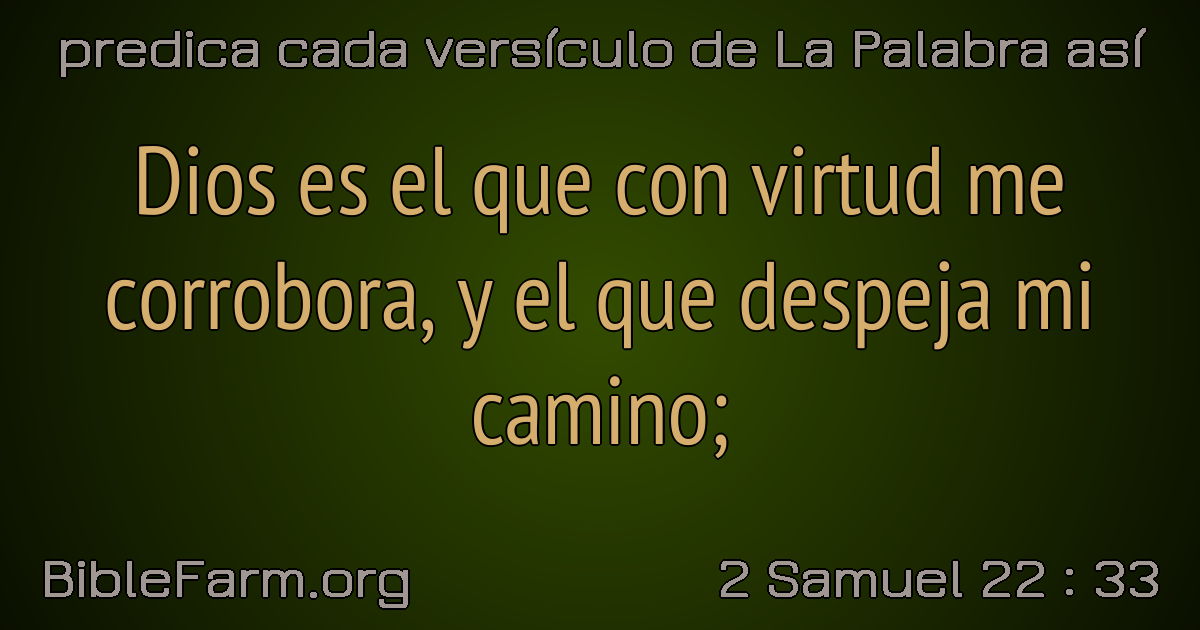 predica cada versículo de La Palabra así
Dios es el que con virtud me
corrobora, y el que despeja mi
camino;
BibleFarm.org
2 Samuel 22 : 33